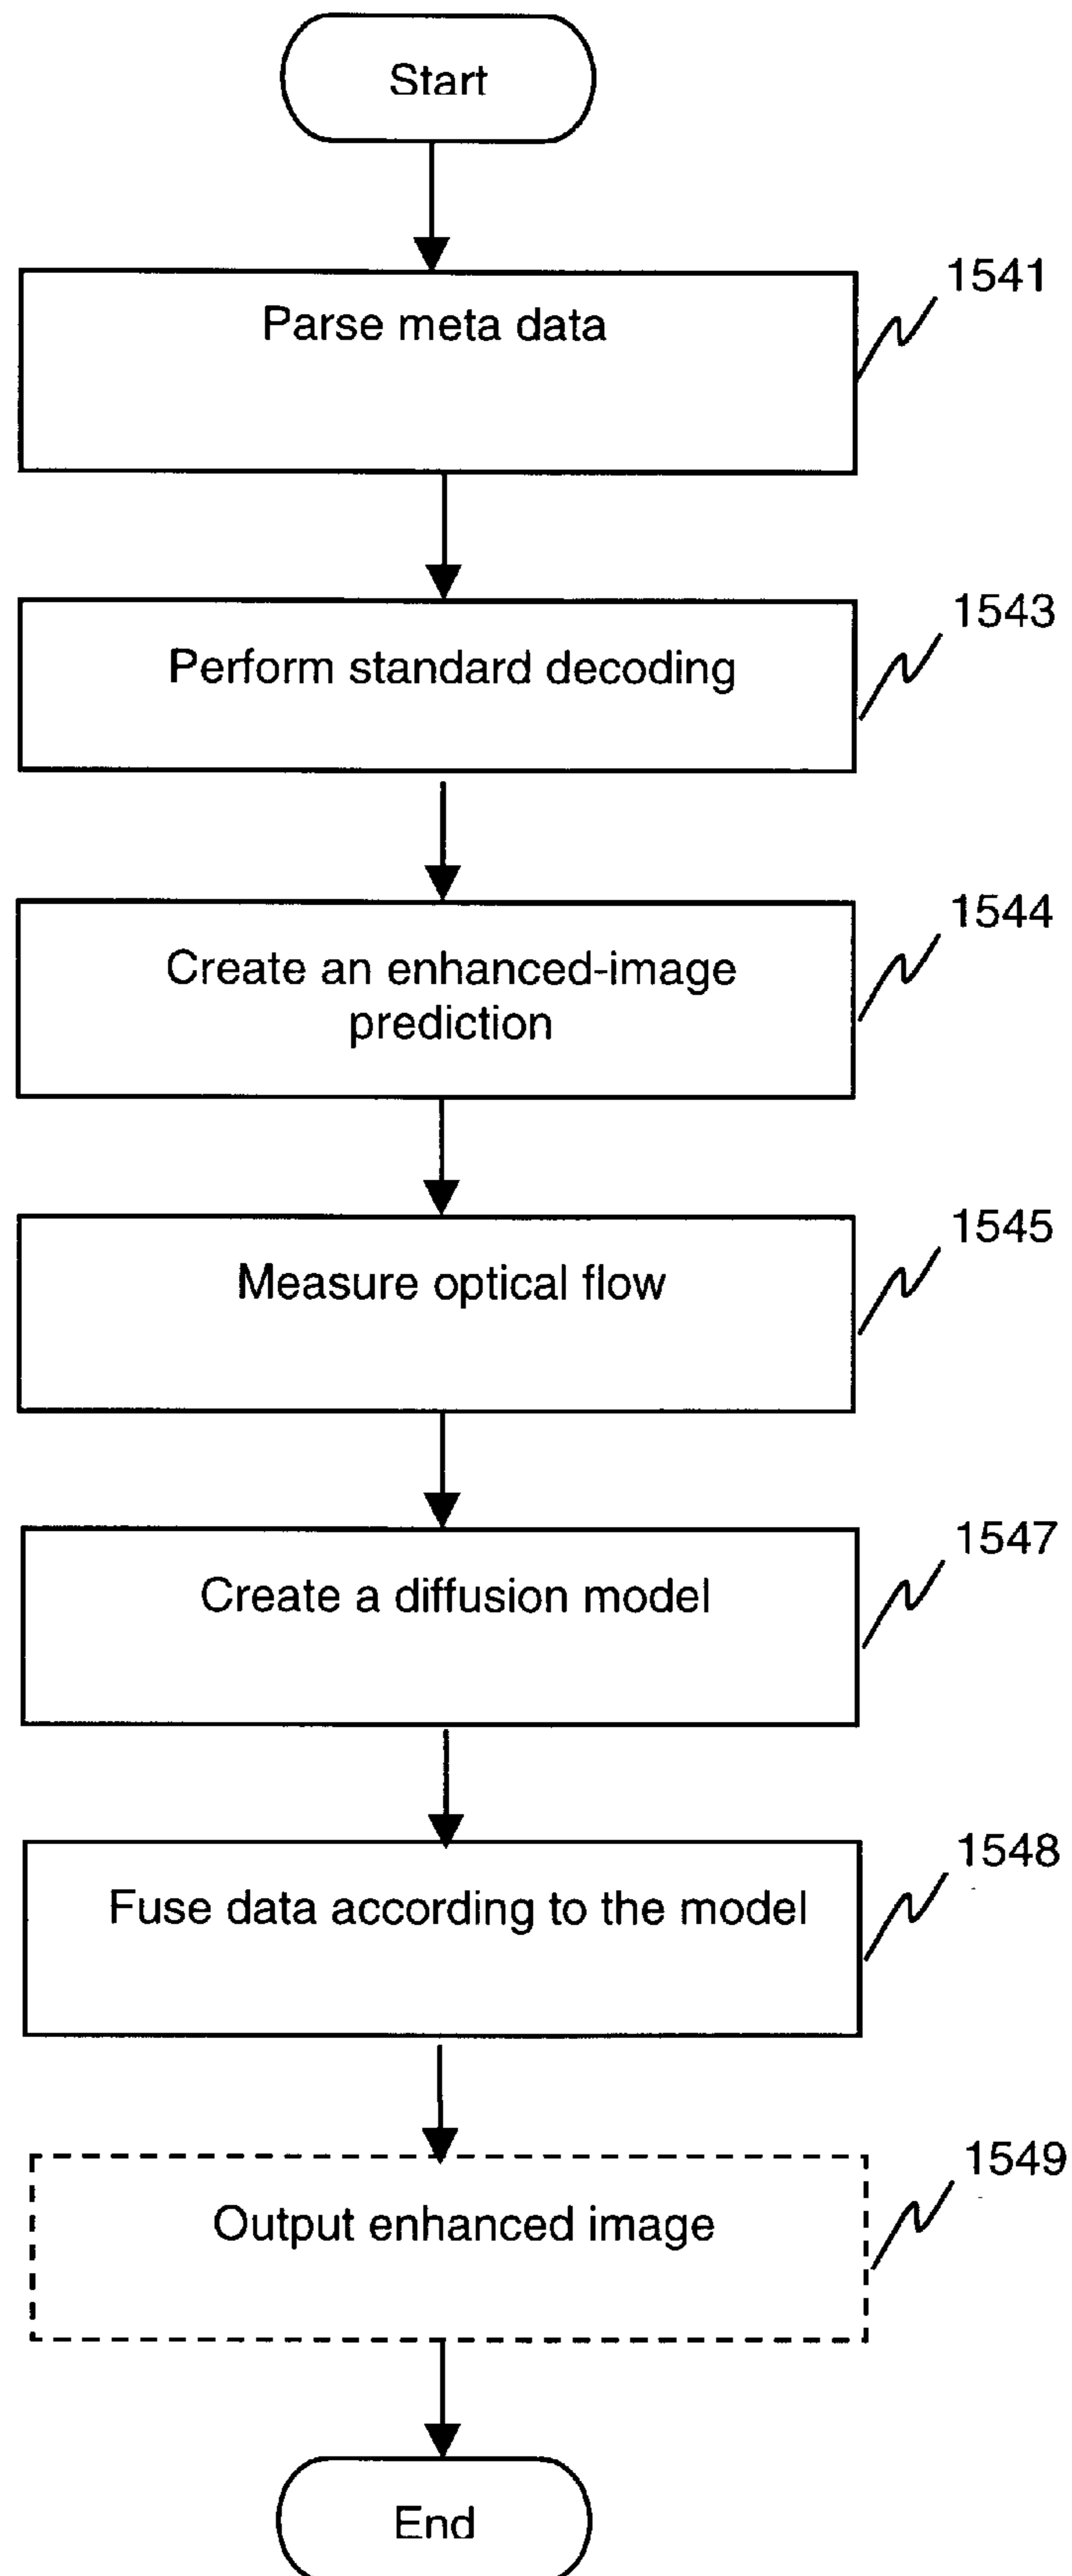 Start
1541
Parse meta data
1543
Perform standard decoding
1544
Create an enhanced-image
prediction
1545
Measure optical flow
1547
Create a diffusion model
1548
Fuse data according to the model
1549
Output enhanced image
End